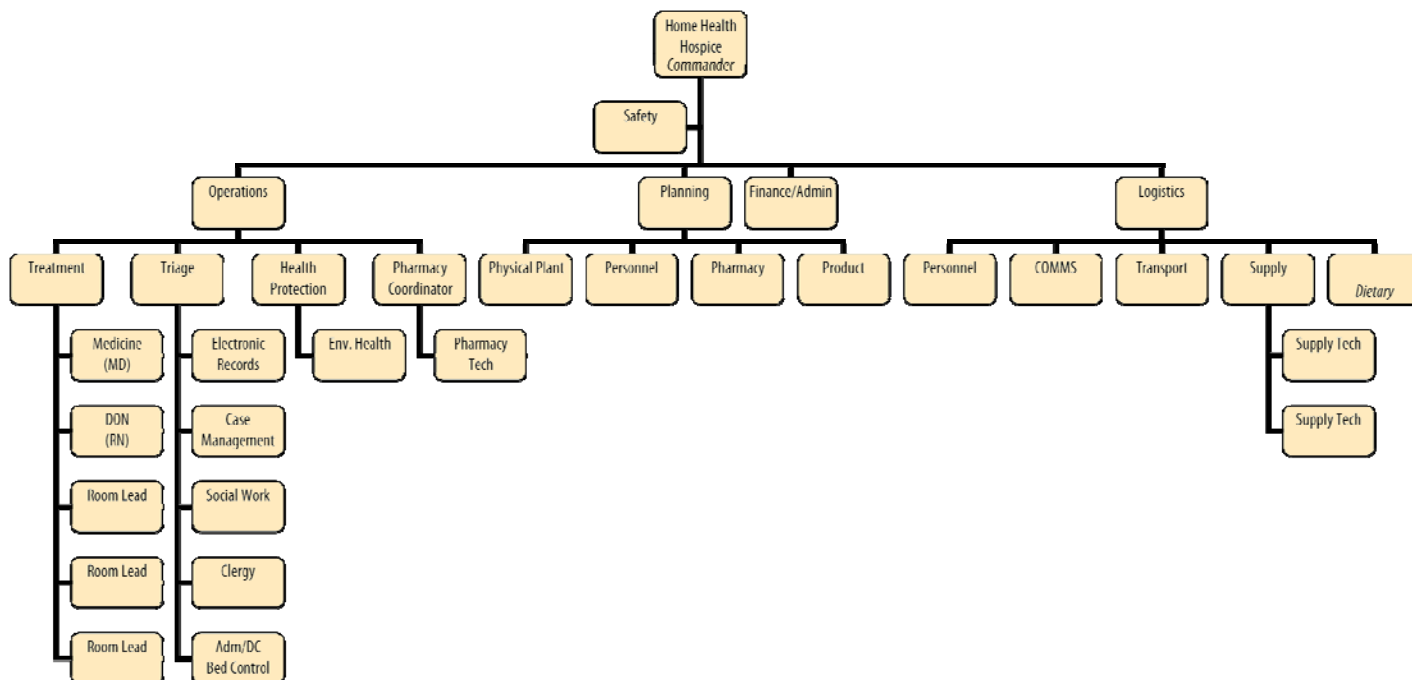 Home Health
Hospice
Commander
Safety
Operations
Planning
Finance/Admin
Logistics
Treatment
Triage
Health
Protection
Pharmacy
Coordinator
Physical Plant
Personnel
Pharmacy
Product
Personnel
COMMS
Transport
Supply
Dietary
Medicine
(MD)
Electronic
Records
Env. Health
Pharmacy
Tech
Supply Tech
DON
(RN)
Case
Management
Supply Tech
Room Lead
Social Work
Room Lead
Clergy
Room Lead
Adm/DC
Bed Control